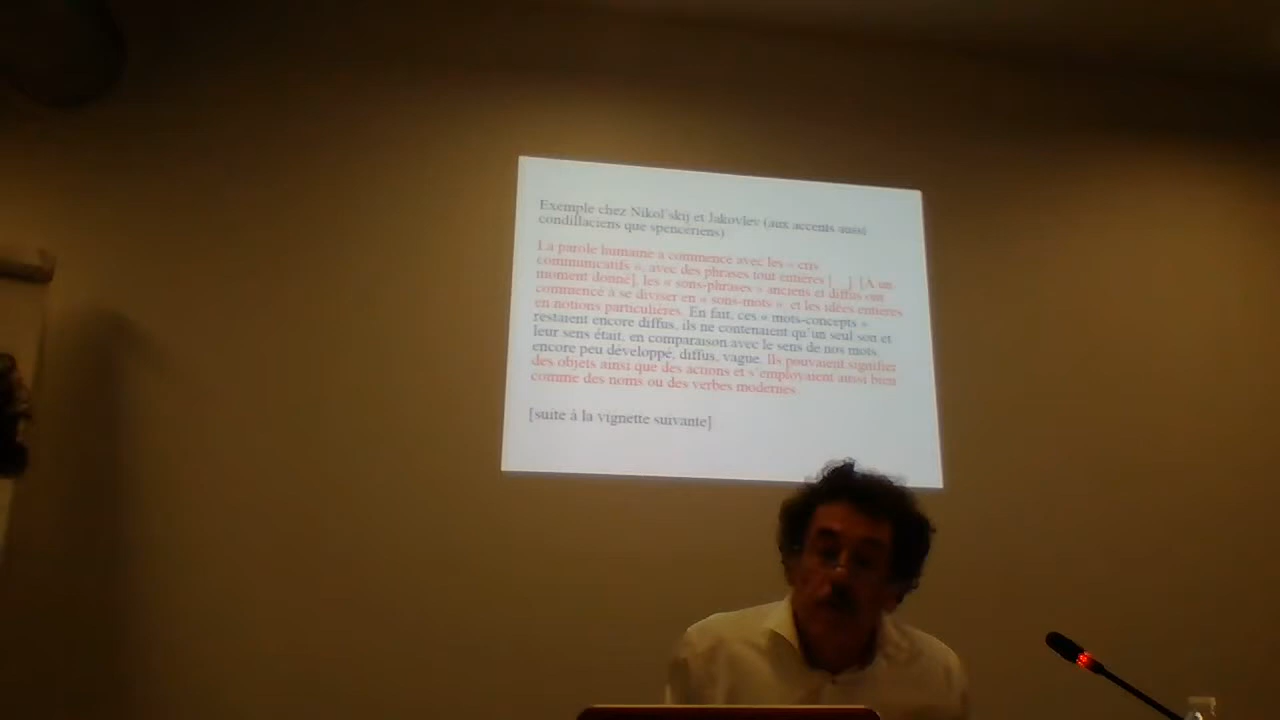 Exemple chez Nikol'skij et Jakovlev (aux accents aussi
condillaciens que spenceriens)
La parole humaine a commencé avec les « cris
communicatifs », avec des phrases tout entières [...] [À un
moment donné], les « sons-phrases » anciens et diffus ont
commencé à se diviser en « sons-mots », et les idées entières
en notions particulières. En fait, ces « mots-concepts »
restaient encore diffus, ils ne contenaient qu'un seul son et
leur sens était, en comparaison avec le sens de nos mots,
encore peu développé, diffus, vague. Ils pouvaient signifier
des objets ainsi que des actions et s'employaient aussi bien
comme des noms ou des verbes modernes.
[suite à la vignette suivante]